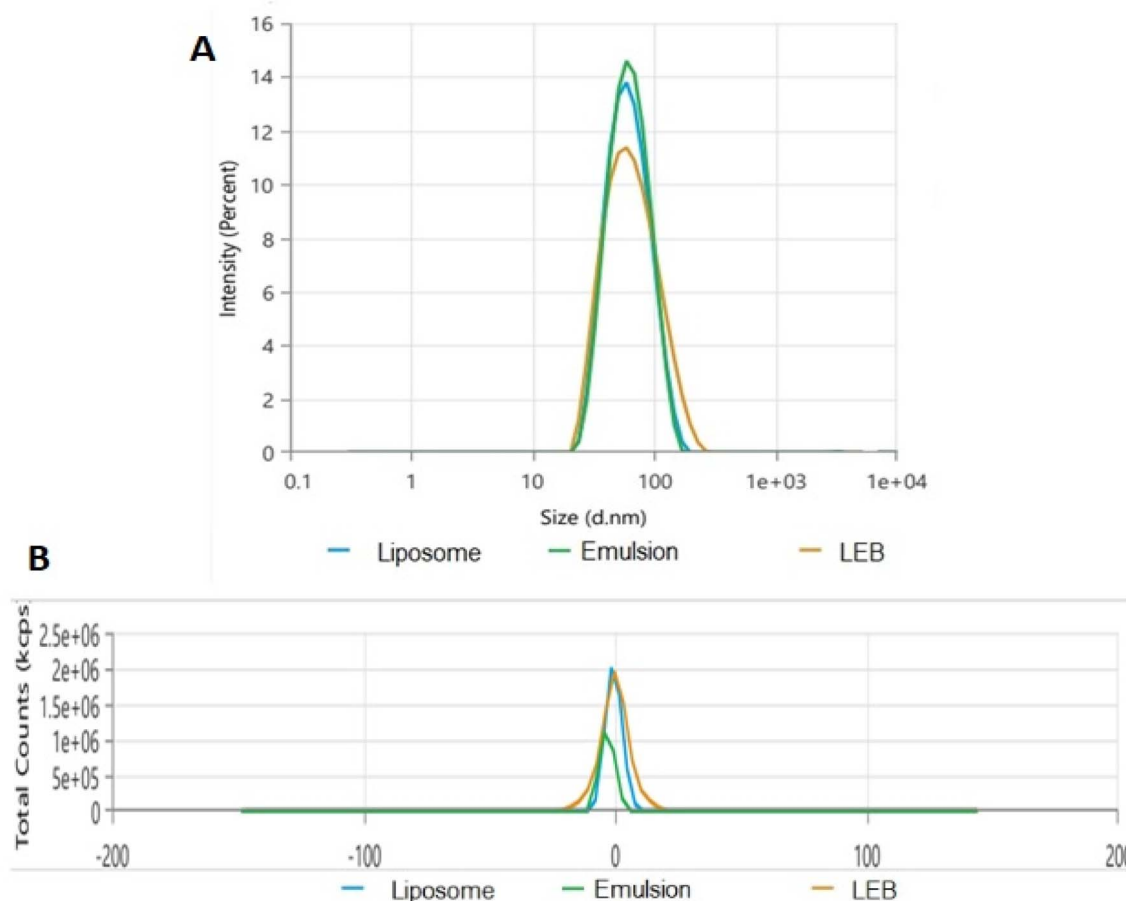 A
16
14
12
10
8
6
4
2
0
Intensity (Percent)
0.1 1 10 100 1e+03 1e+04
Size (d.nm)
Liposome Emulsion LEB
B
Total Counts (kcps)
2.5e+06
2e+06
1.5e+06
1e+06
5e+05
0
-200 -100 0 100 200
Liposome Emulsion LEB